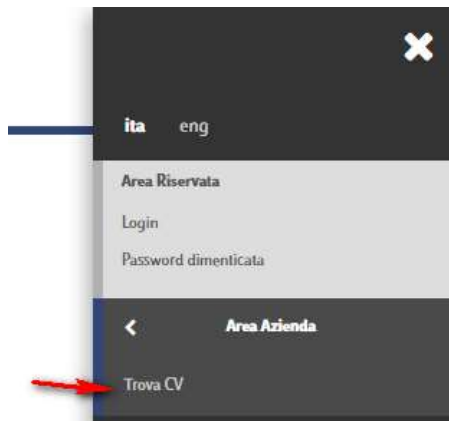 ita eng
Area Riservata
Login
Password dimenticata
Area Azienda
Trova CV